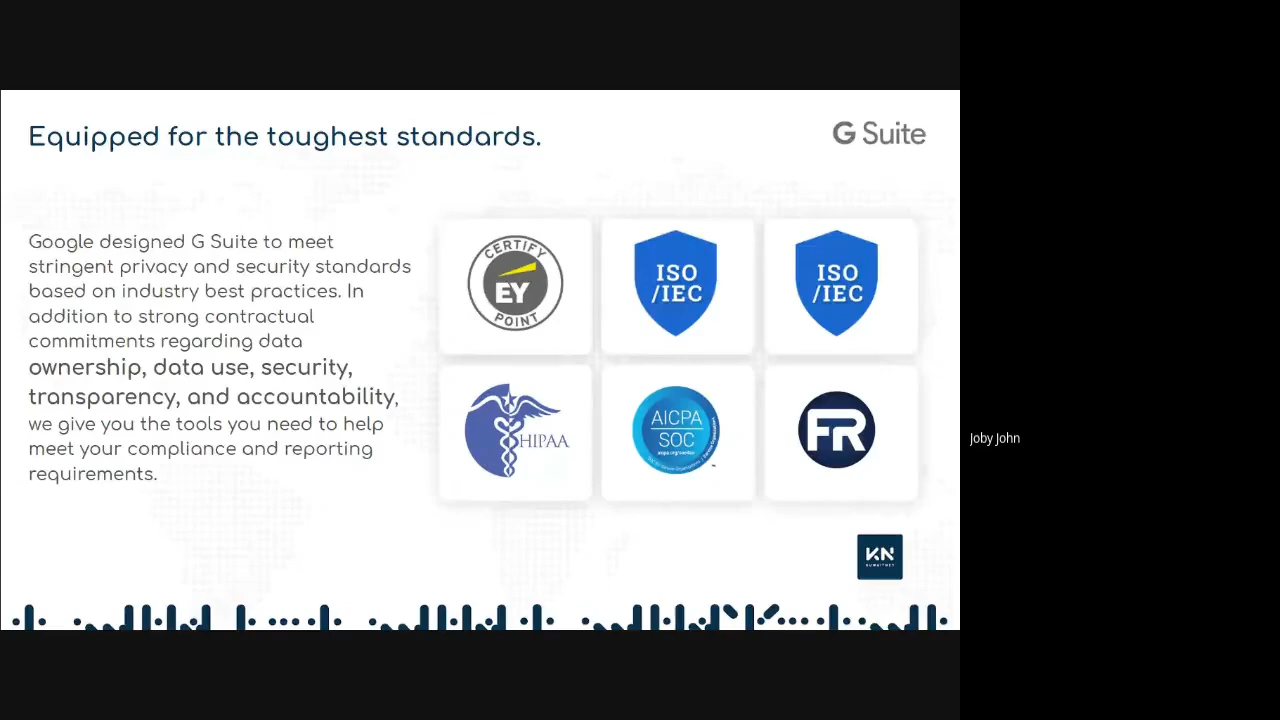 Equipped for the toughest standards.
G Suite
Google designed G Suite to meet
stringent privacy and security standards
based on industry best practices. In
addition to strong contractual
commitments regarding data
ownership, data use, security,
transparency, and accountability,
we give you the tools you need to help
meet your compliance and reporting
requirements.
CERTIFY
EY
POINT
ISO
/IEC
ISO
/IEC
HIPAA
AICPA
SOC
FR
KN
KUWAITNET
Joby John